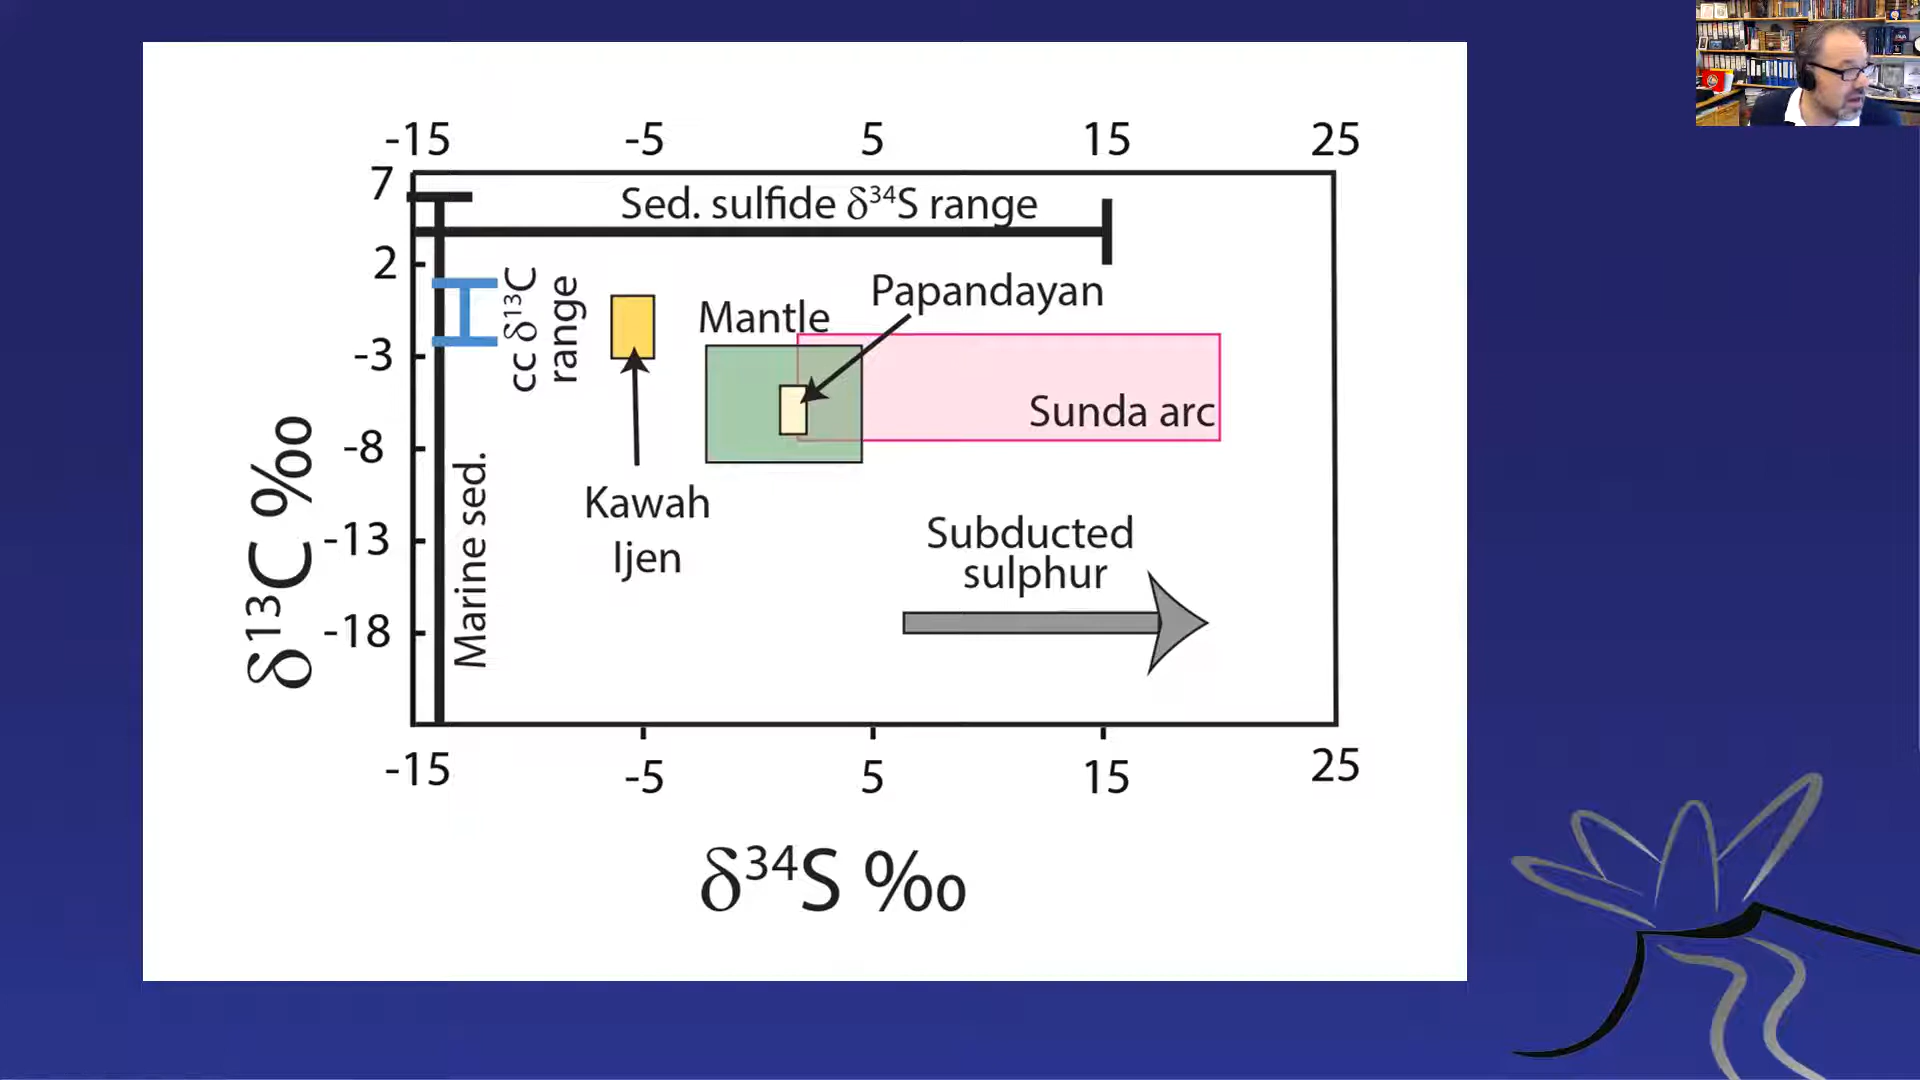 -15 -5 5 15 25
7
Sed. sulfide δ³⁴S range
2
cc δ¹³C
range
Papandayan
Mantle
-3
Sunda arc
-8
Kawah
Ijen
Marine sed.
Subducted
sulphur
-13
-18
δ¹³C ‰
-15 -5 5 15 25
δ³⁴S ‰